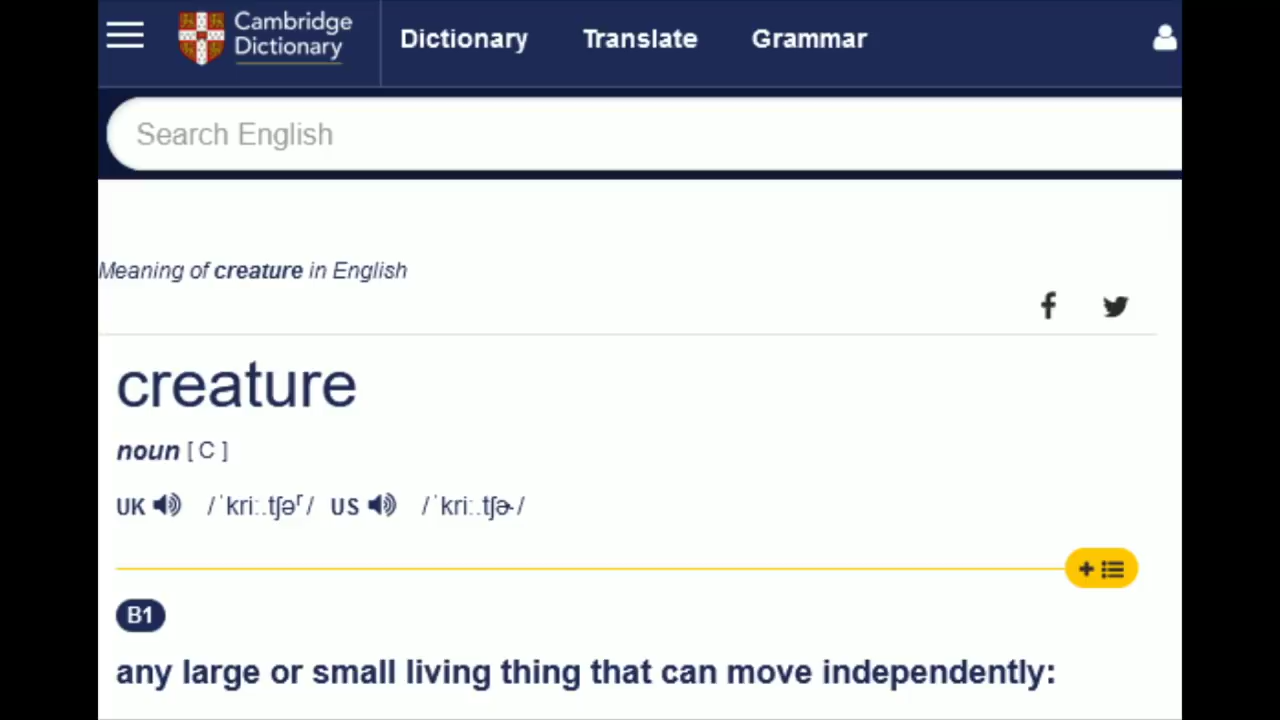 Cambridge
Dictionary
Dictionary Translate Grammar
Search English
Meaning of creature in English
creature
noun [ C ]
UK /ˈkriː.tʃəʳ/ US /ˈkriː.tʃɚ/
B1
any large or small living thing that can move independently: